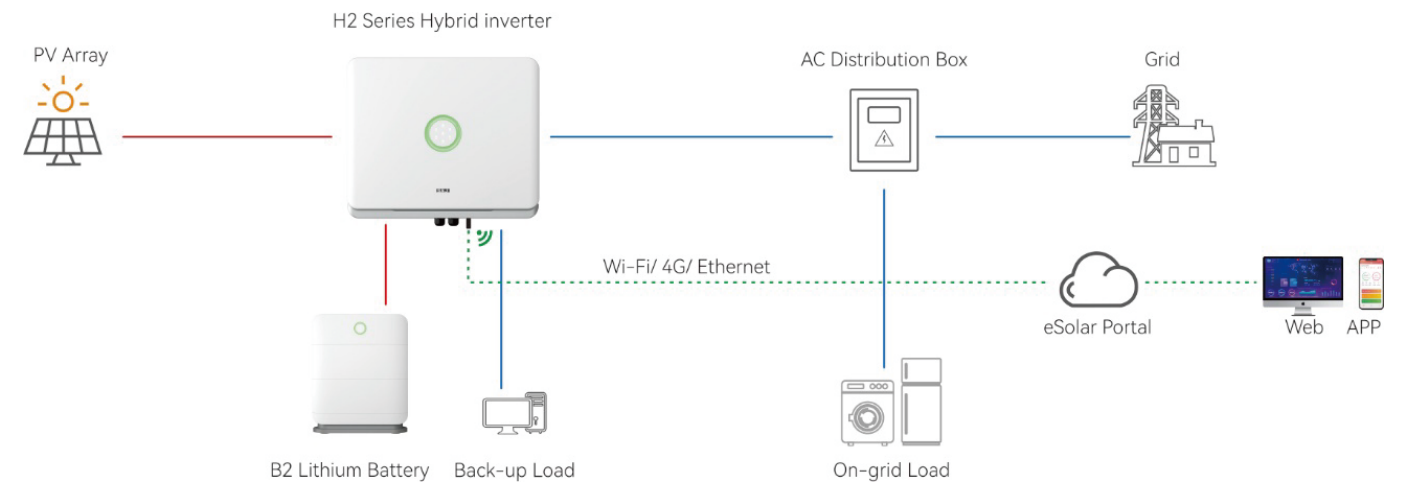 H2 Series Hybrid inverter
PV Array
AC Distribution Box
Grid
Wi-Fi/ 4G/ Ethernet
eSolar Portal
Web
APP
B2 Lithium Battery
Back-up Load
On-grid Load